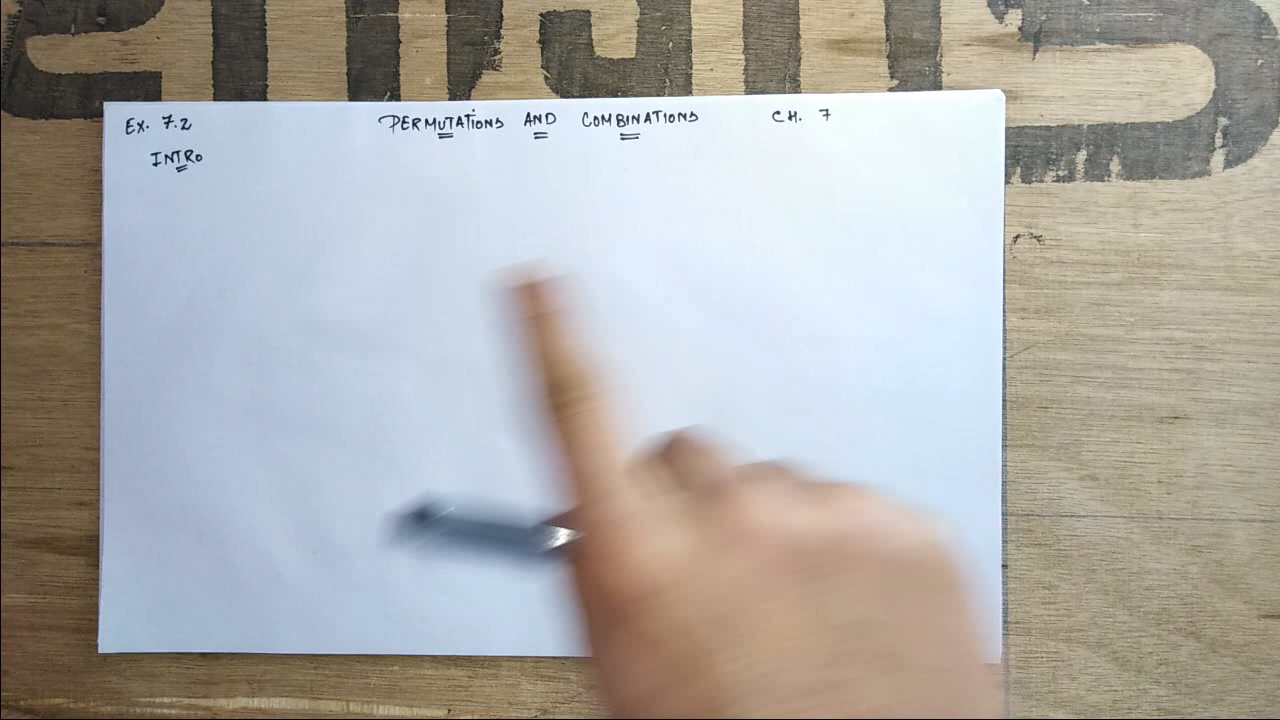 Ex. 7.2 PERMUTATIONS AND COMBINATIONS CH. 7
INTRO